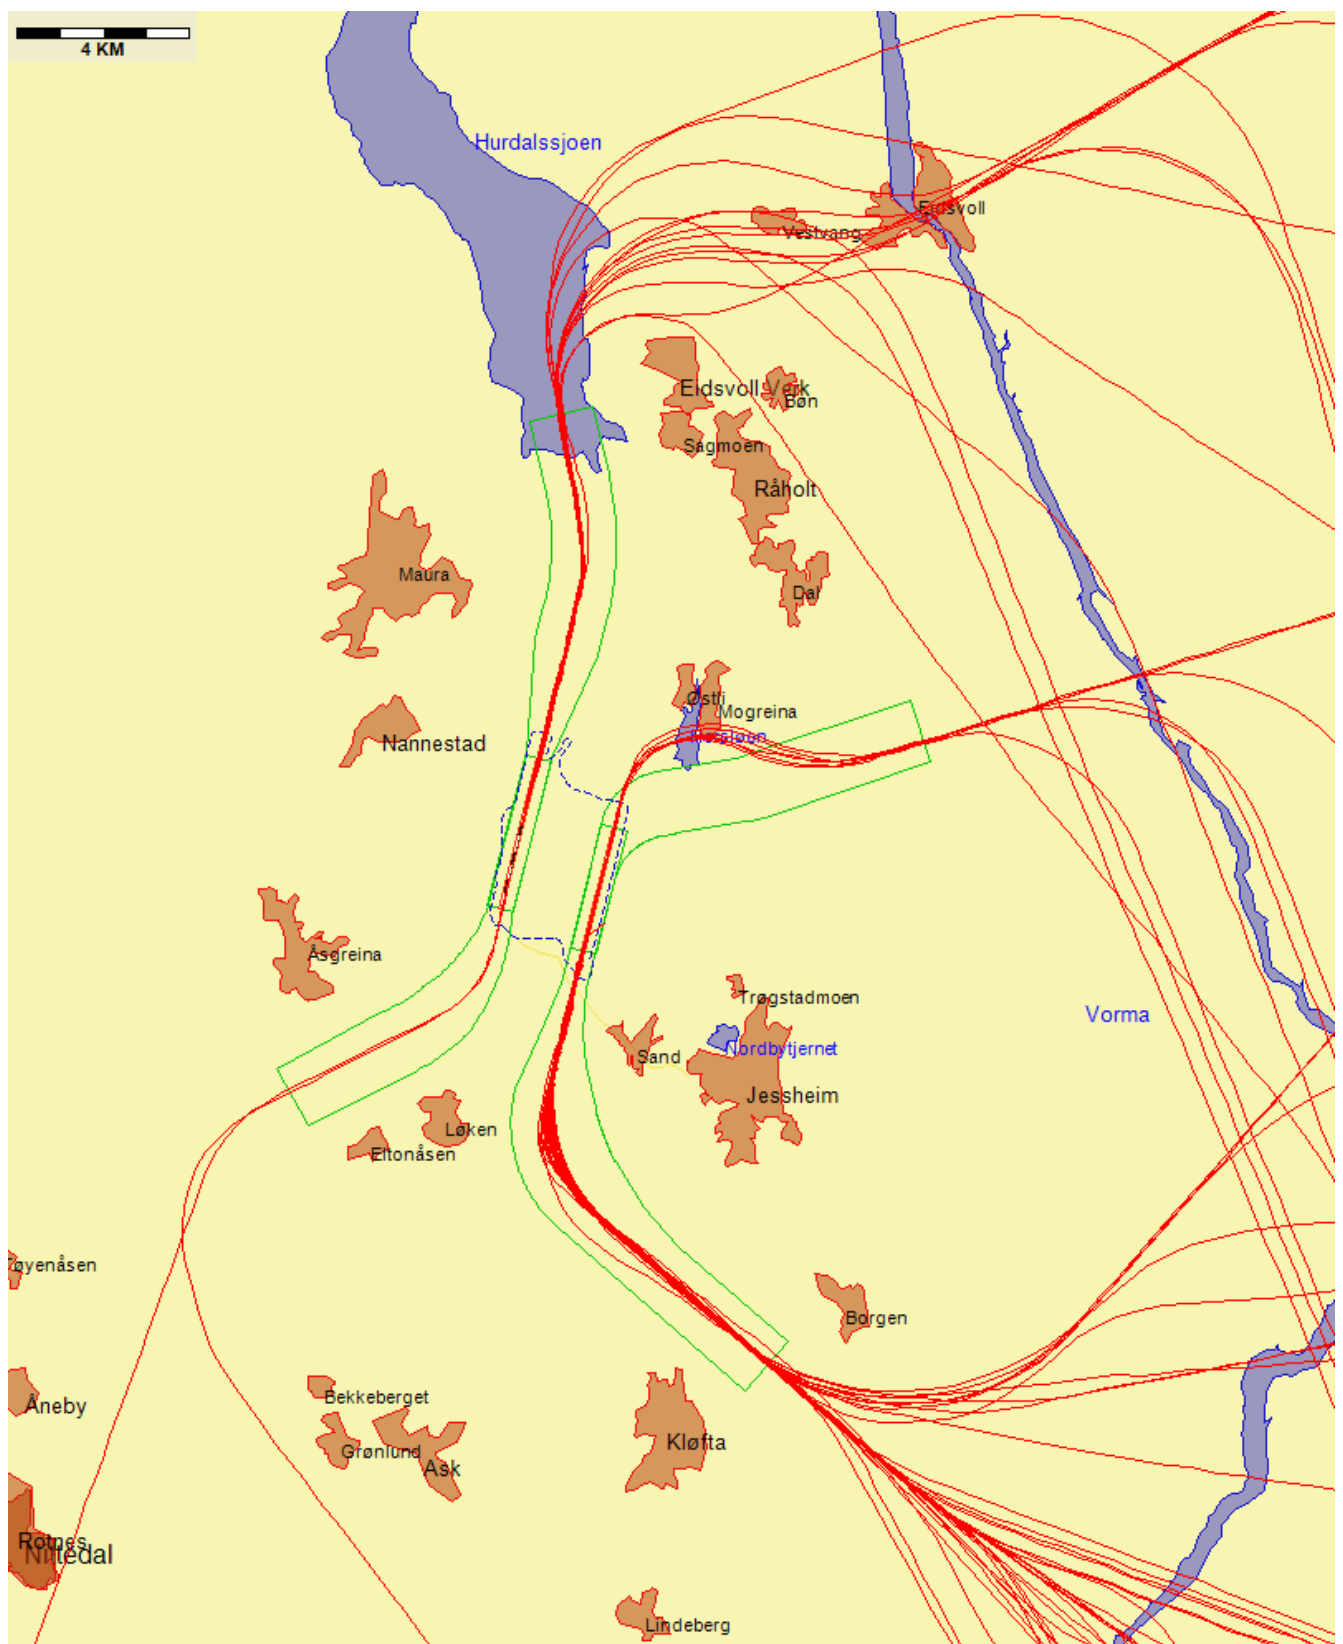 4 KM
Hurdalssjoen
Eidsvoll
Vestvang
Eidsvoll Verk
Bøn
Sagmoen
Råholt
Maura
Dal
Østli
Mogreina
Nannestad
Åsgreina
Trøgstadmoen
Vorma
Nordbytjernet
Sand
Jessheim
Løken
Eltonåsen
Tøyenåsen
Borgen
Bekkeberget
Åneby
Kløfta
Grønlund
Ask
Rotnes
Nittedal
Lindeberg